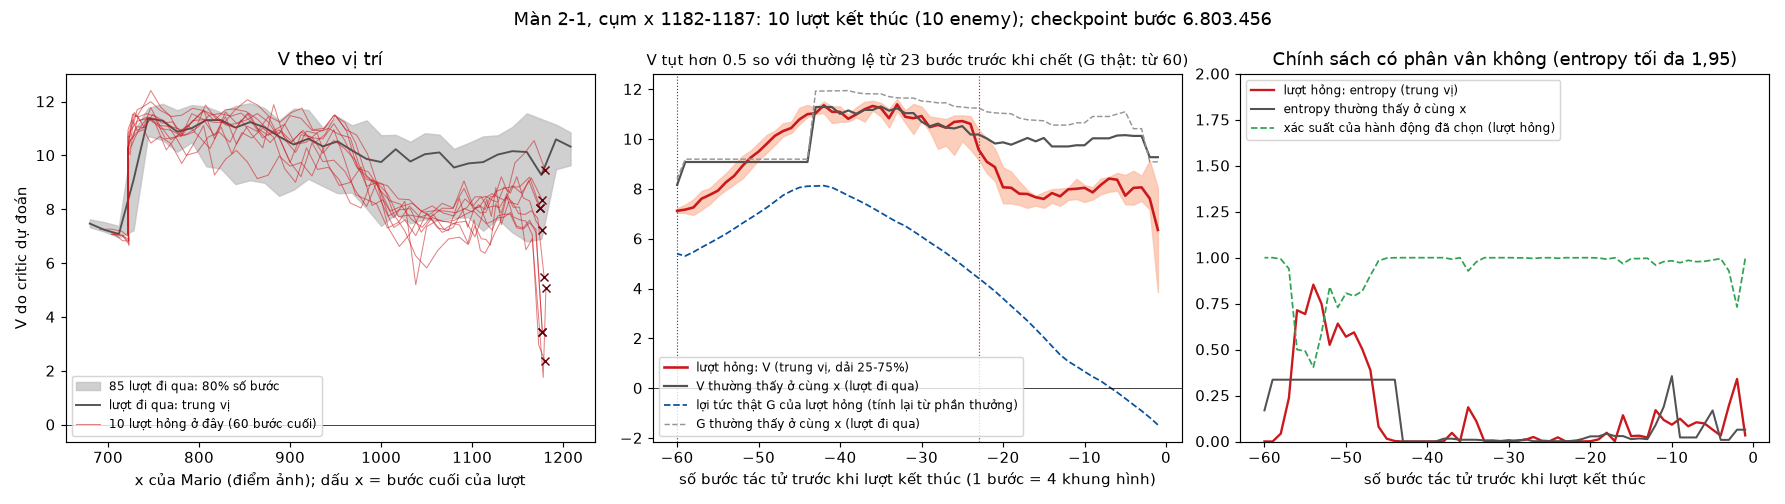 Màn 2-1, cụm x 1182-1187: 10 lượt kết thúc (10 enemy); checkpoint bước 6.803.456
V theo vị trí
V do critic dự đoán
12
10
8
6
4
2
0
85 lượt đi qua: 80% số bước
lượt đi qua: trung vị
10 lượt hỏng ở đây (60 bước cuối)
700
800
900
1000
1100
1200
x của Mario (điểm ảnh); dấu x = bước cuối của lượt
V tụt hơn 0.5 so với thường lệ từ 23 bước trước khi chết (G thật: từ 60)
12
10
8
6
4
2
0
−2
lượt hỏng: V (trung vị, dải 25-75%)
V thường thấy ở cùng x (lượt đi qua)
lợi tức thật G của lượt hỏng (tính lại từ phần thưởng)
G thường thấy ở cùng x (lượt đi qua)
−60
−50
−40
−30
−20
−10
0
số bước tác tử trước khi lượt kết thúc (1 bước = 4 khung hình)
Chính sách có phân vân không (entropy tối đa 1,95)
2.00
1.75
1.50
1.25
1.00
0.75
0.50
0.25
0.00
lượt hỏng: entropy (trung vị)
entropy thường thấy ở cùng x
xác suất của hành động đã chọn (lượt hỏng)
−60
−50
−40
−30
−20
−10
0
số bước tác tử trước khi lượt kết thúc